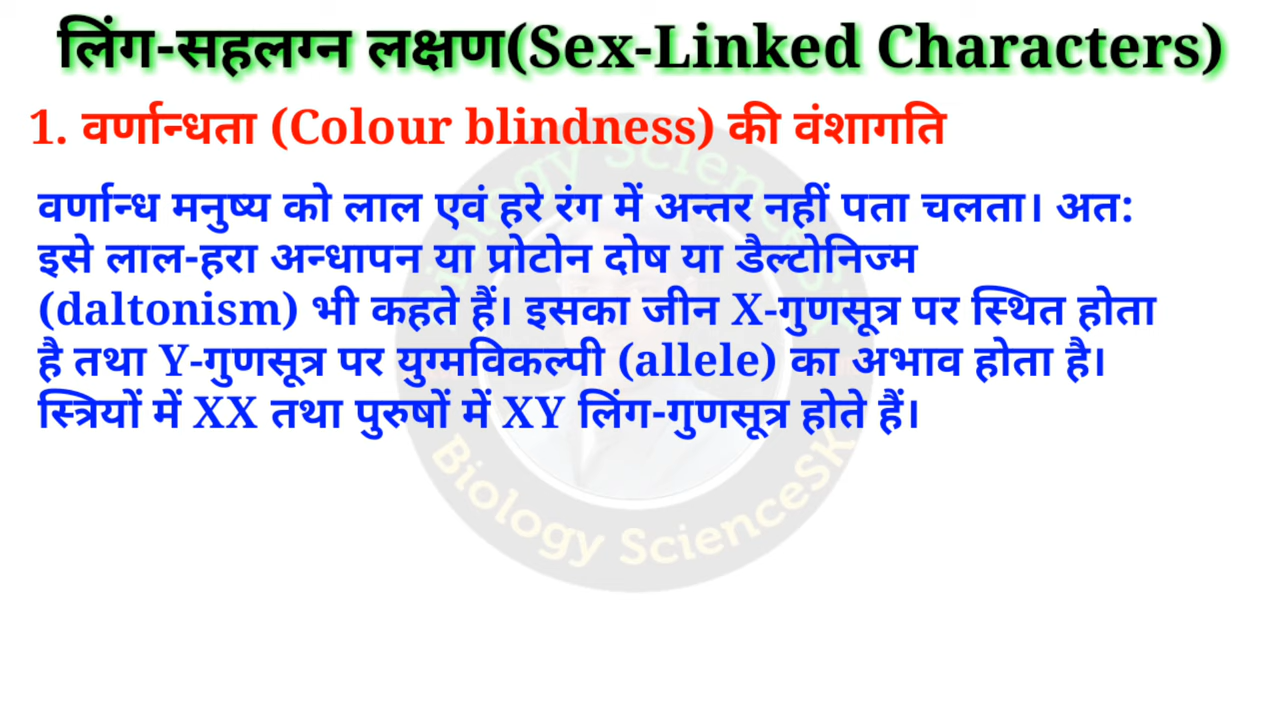 लिंग-सहलग्न लक्षण(Sex-Linked Characters)
1. वर्णान्धता (Colour blindness) की वंशागति
वर्णान्ध मनुष्य को लाल एवं हरे रंग में अन्तर नहीं पता चलता। अत:
इसे लाल-हरा अन्धापन या प्रोटोन दोष या डैल्टोनिज्म
(daltonism) भी कहते हैं। इसका जीन X-गुणसूत्र पर स्थित होता
है तथा Y-गुणसूत्र पर युग्मविकल्पी (allele) का अभाव होता है।
स्त्रियों में XX तथा पुरुषों में XY लिंग-गुणसूत्र होते हैं।
Biology ScienceSK
Biology ScienceSK